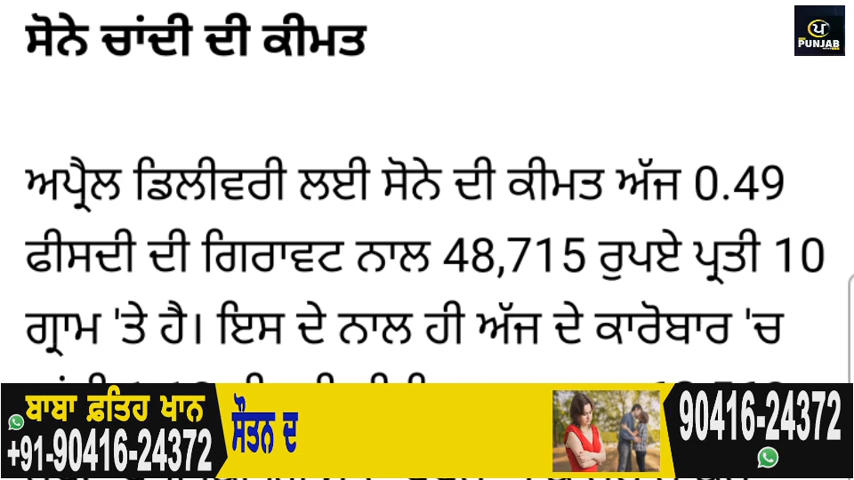 ਸੋਨੇ ਚਾਂਦੀ ਦੀ ਕੀਮਤ
PUNJAB
ਅਪ੍ਰੈਲ ਡਿਲੀਵਰੀ ਲਈ ਸੋਨੇ ਦੀ ਕੀਮਤ ਅੱਜ 0.49
ਫੀਸਦੀ ਦੀ ਗਿਰਾਵਟ ਨਾਲ 48,715 ਰੁਪਏ ਪ੍ਰਤੀ 10
ਗ੍ਰਾਮ 'ਤੇ ਹੈ। ਇਸ ਦੇ ਨਾਲ ਹੀ ਅੱਜ ਦੇ ਕਾਰੋਬਾਰ 'ਚ
ਬਾਬਾ ਫ਼ਤਿਹ ਖਾਨ
+91-90416-24372
ਸੌਤਨ ਦ
90416-24372